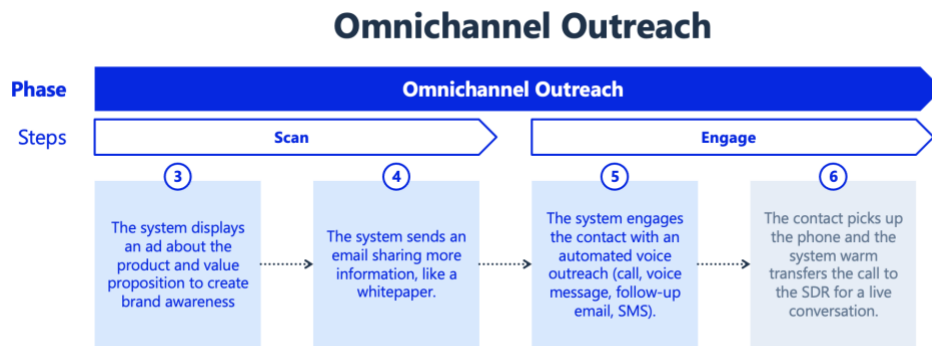 Omnichannel Outreach
Phase
Omnichannel Outreach
Steps
Scan
Engage
3
The system displays
an ad about the
product and value
proposition to create
brand awareness
4
The system sends an
email sharing more
information, like a
whitepaper.
5
The system engages
the contact with an
automated voice
outreach (call, voice
message, follow-up
email, SMS).
6
The contact picks up
the phone and the
system warm
transfers the call to
the SDR for a live
conversation.